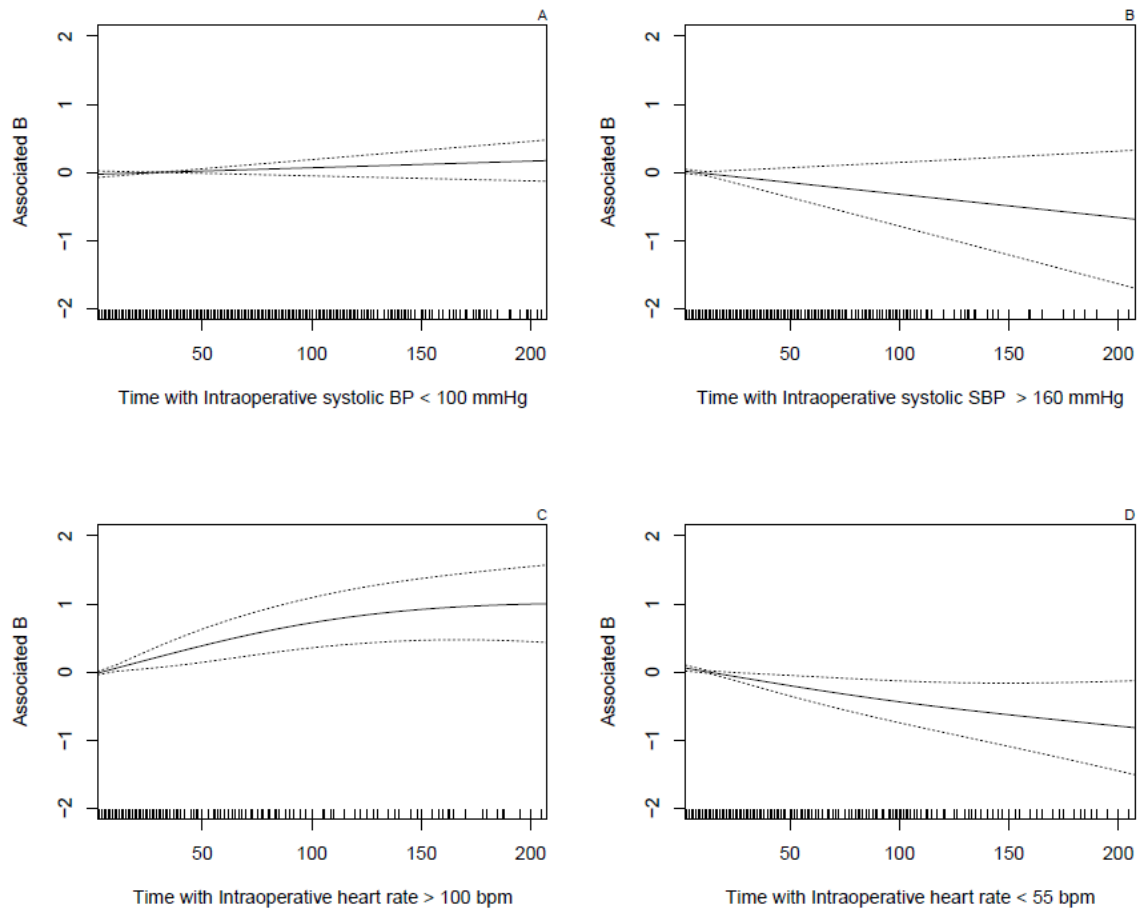 A
2
1
0
−1
−2
Associated B
50 100 150 200
Time with Intraoperative systolic BP < 100 mmHg
B
2
1
0
−1
−2
Associated B
50 100 150 200
Time with Intraoperative systolic SBP > 160 mmHg
C
2
1
0
−1
−2
Associated B
50 100 150 200
Time with Intraoperative heart rate > 100 bpm
D
2
1
0
−1
−2
Associated B
50 100 150 200
Time with Intraoperative heart rate < 55 bpm